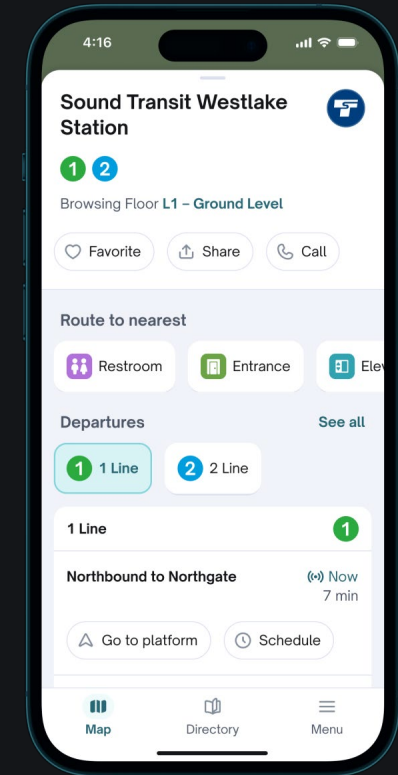 4:16
Sound Transit Westlake
Station
1 2
Browsing Floor L1 – Ground Level
Favorite Share Call
Route to nearest
Restroom Entrance Ele
Departures See all
1 1 Line 2 2 Line
1 Line 1
Northbound to Northgate Now
7 min
Go to platform Schedule
Map Directory Menu